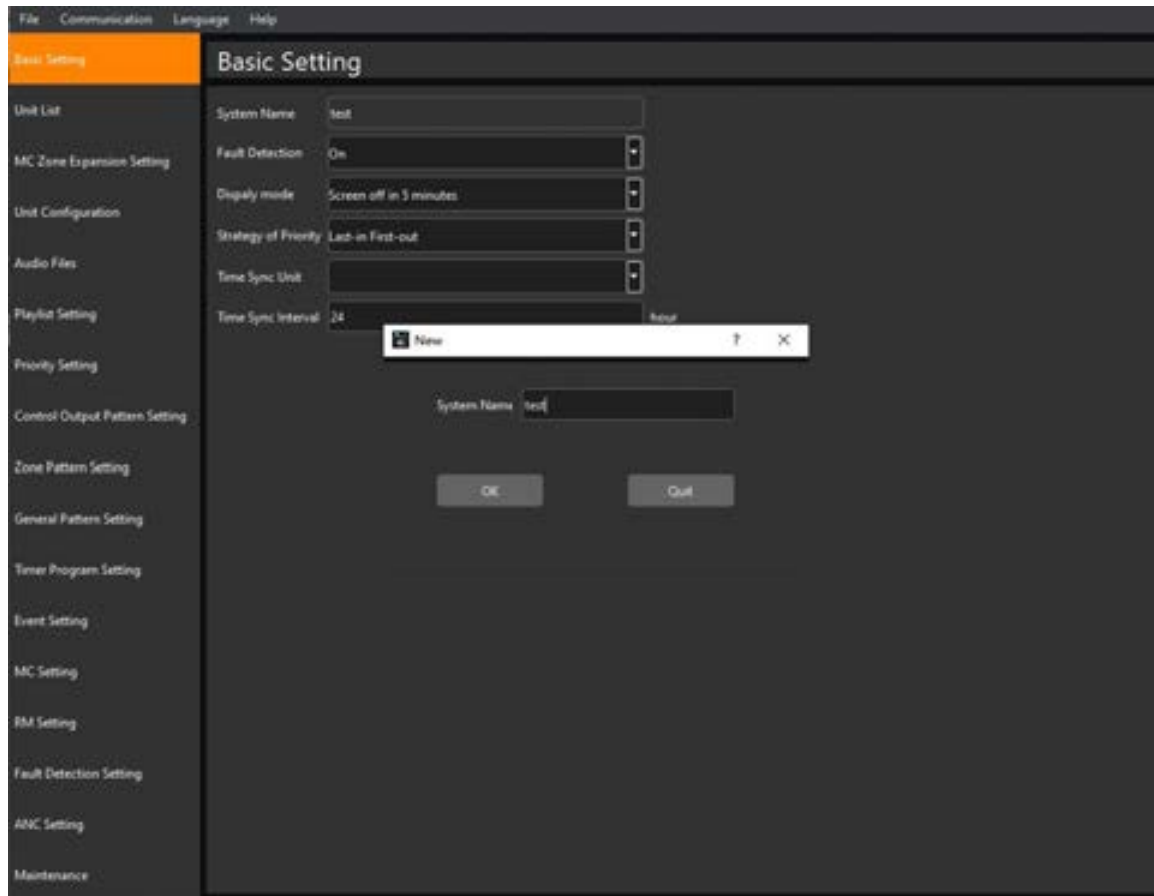 File Communication Language Help
Basic Setting
Basic Setting
Unit List
MC Zone Expansion Setting
Unit Configuration
Audio Files
Playlist Setting
Priority Setting
Control Output Pattern Setting
Zone Pattern Setting
General Pattern Setting
Timer Program Setting
Event Setting
MC Setting
RM Setting
Fault Detection Setting
ANC Setting
Maintenance
System Name test
Fault Detection On
Dispaly mode Screen off in 5 minutes
Strategy of Priority Last-in First-out
Time Sync Unit
Time Sync Interval 24 hour
New ? ×
System Name test
OK Quit